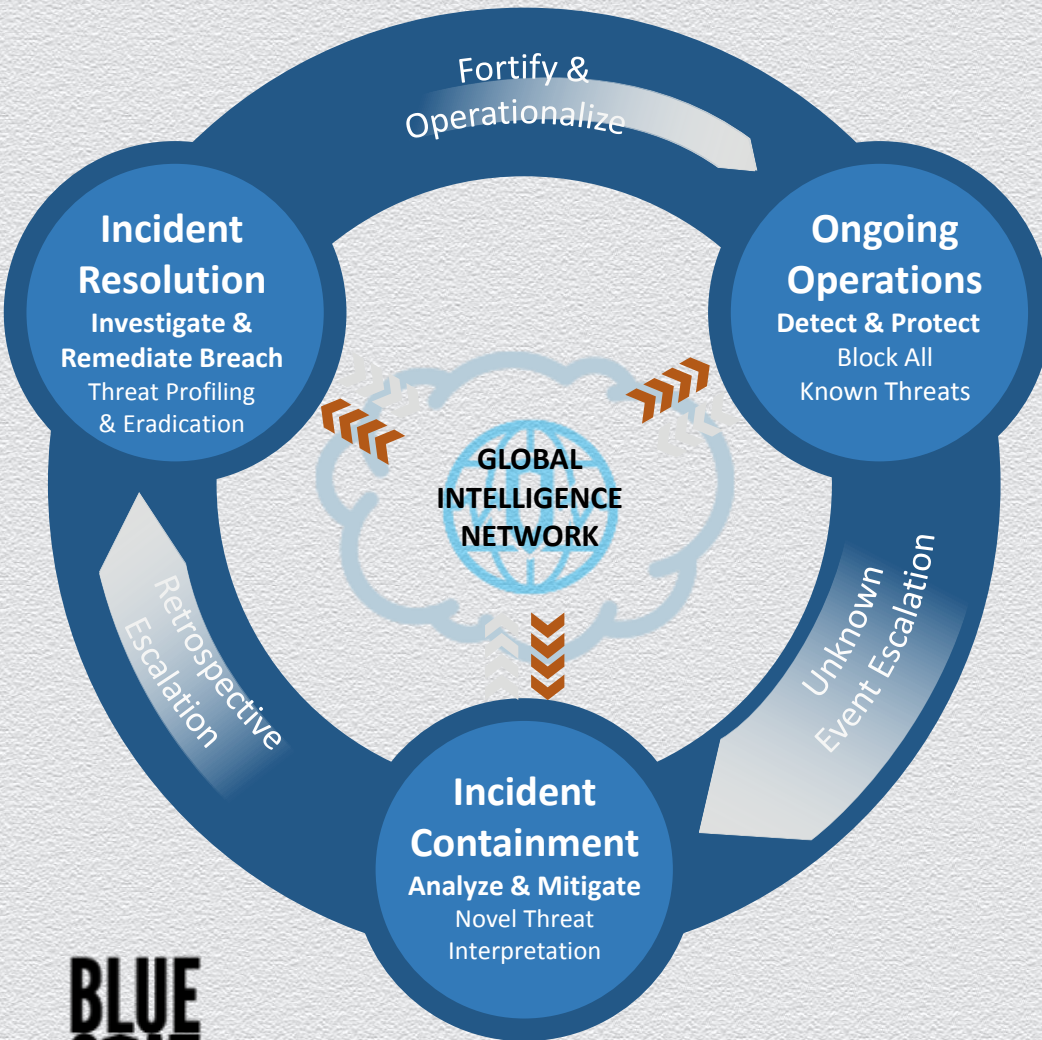 Fortify &
Operationalize
Incident
Resolution
Investigate &
Remediate Breach
Threat Profiling
& Eradication
Ongoing
Operations
Detect & Protect
Block All
Known Threats
GLOBAL
INTELLIGENCE
NETWORK
Unknown
Event Escalation
Retrospective
Escalation
Incident
Containment
Analyze & Mitigate
Novel Threat
Interpretation
BLUE